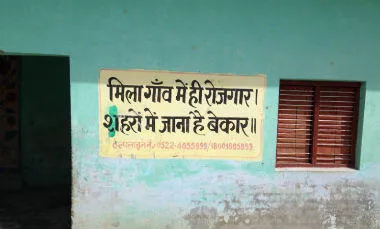 मिला गाँव में ही रोजगार।
शहरों में जाना है बेकार॥